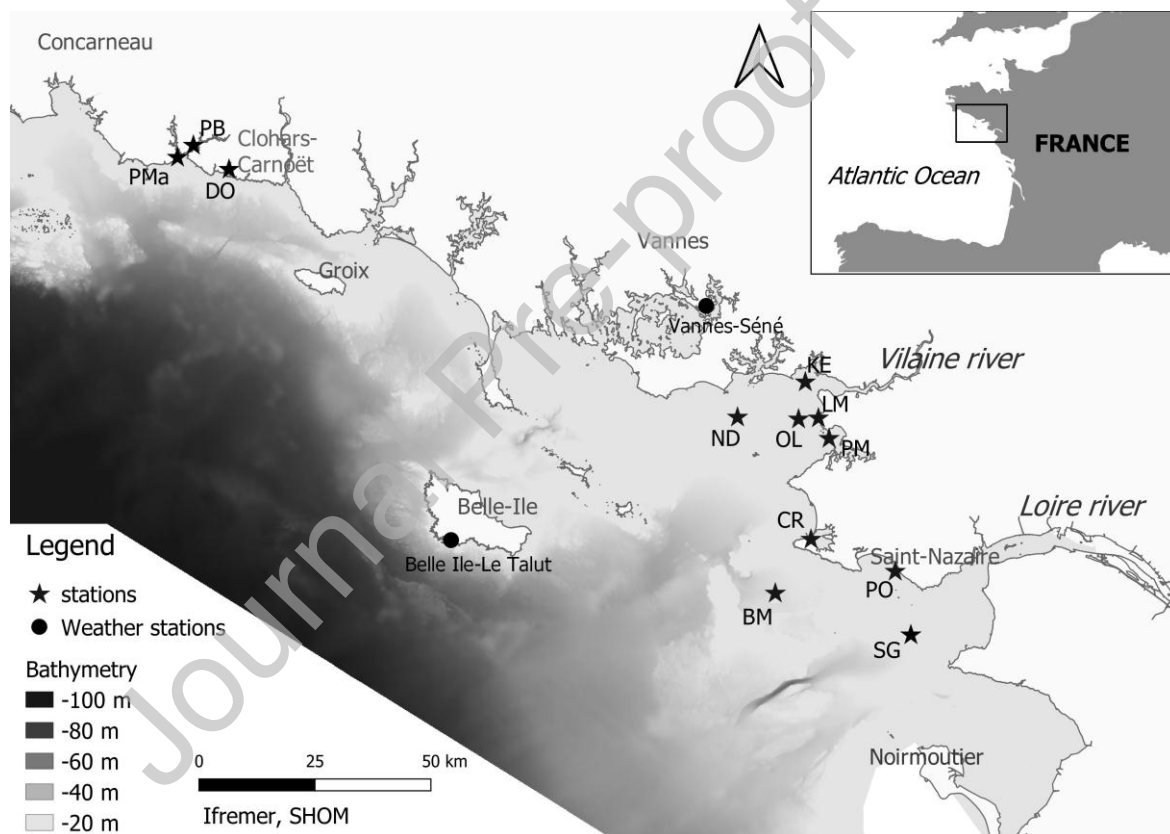 Concarneau
PB
Clohars-
Carnoët
PMa
DO
Groix
Vannes
Vannes-Séné
FRANCE
Atlantic Ocean
KE
Vilaine river
LM
ND
OL
PM
Belle-Ile
Belle Ile-Le Talut
CR
Loire river
Saint-Nazaire
PO
BM
SG
Noirmoutier
Legend
stations
Weather stations
Bathymetry
-100 m
-80 m
-60 m
-40 m
-20 m
0 25 50 km
Ifremer, SHOM
Journal Pre-proof